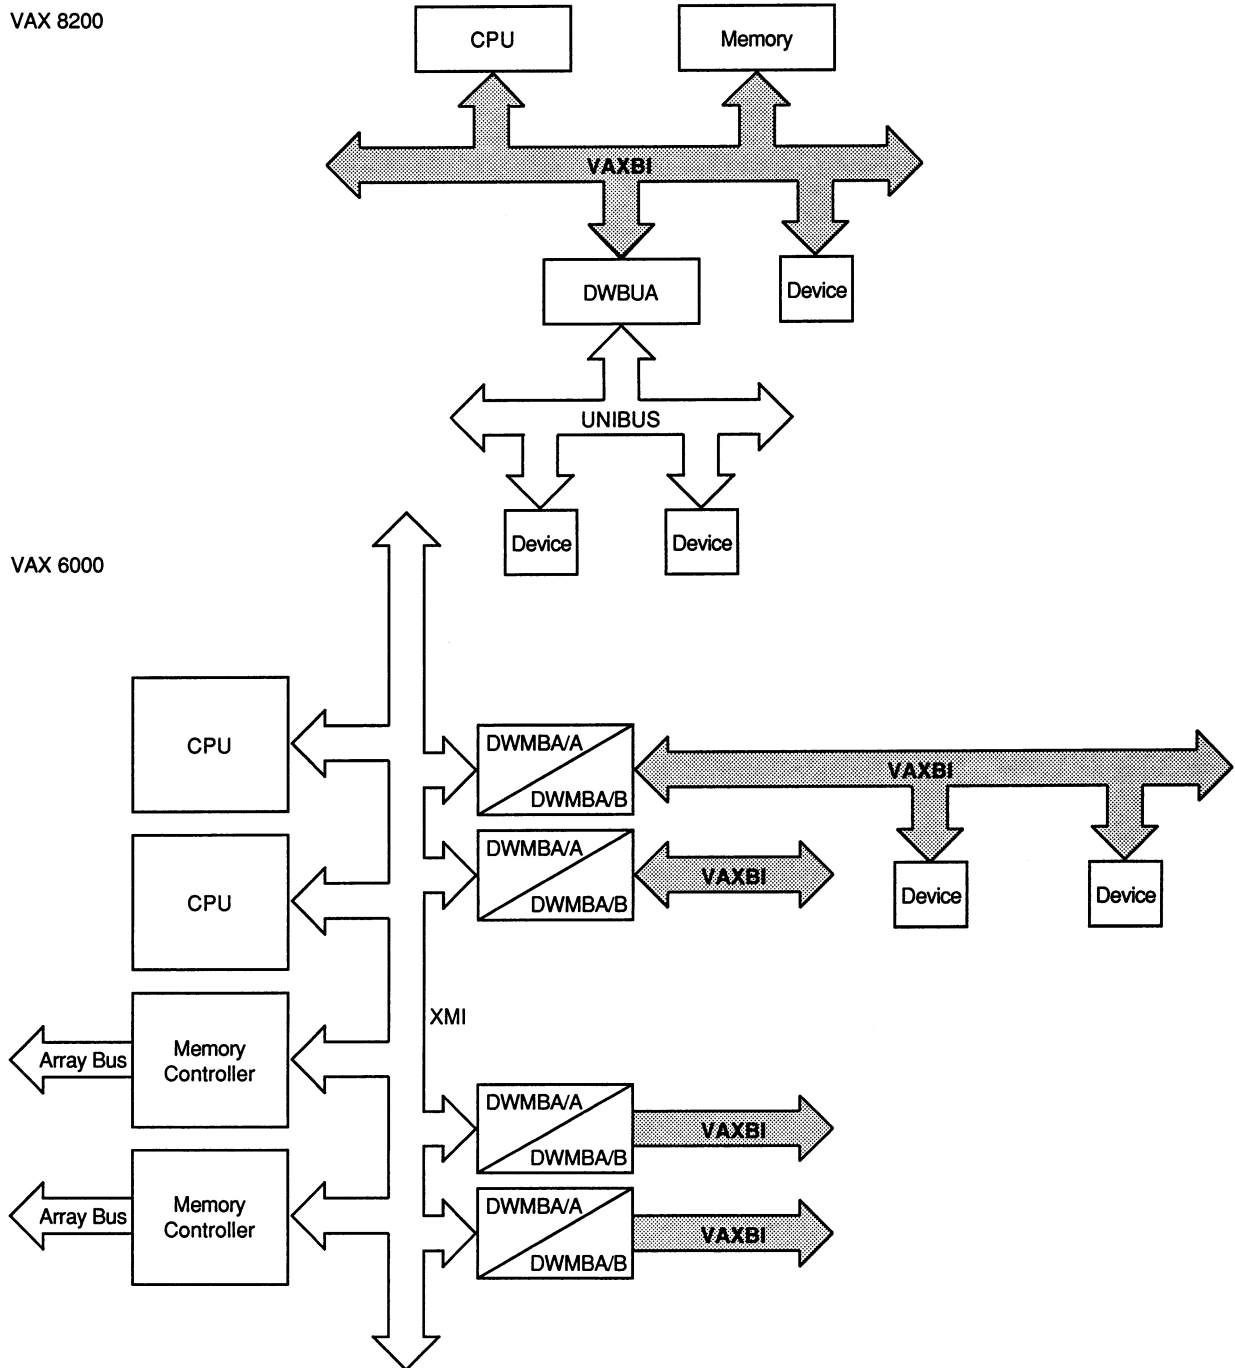 VAX 8200
CPU
Memory
VAXBI
DWBUA
Device
UNIBUS
Device
Device
VAX 6000
CPU
DWMBA/A
DWMBA/B
VAXBI
Device
Device
CPU
DWMBA/A
DWMBA/B
VAXBI
XMI
Array Bus
Memory
Controller
DWMBA/A
DWMBA/B
VAXBI
Array Bus
Memory
Controller
DWMBA/A
DWMBA/B
VAXBI